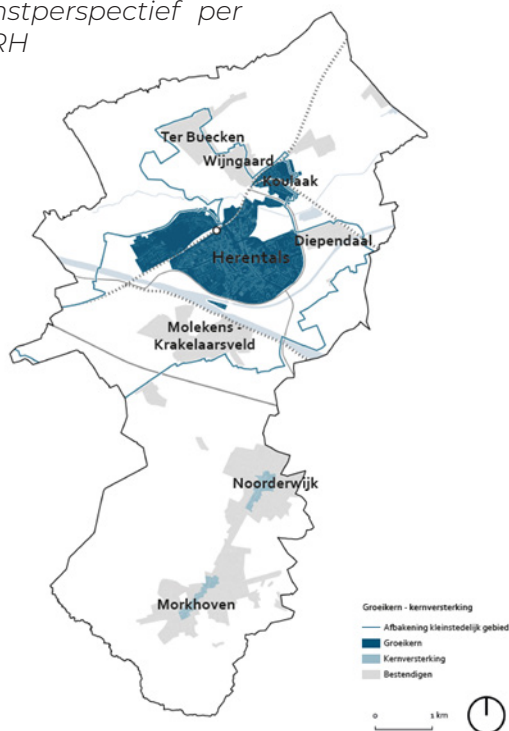 nstperspectief per
RH
Ter Buecken
Wijngaard
Koulaak
Diependaal
Herentals
Molekens -
Krakelaarsveld
Noorderwijk
Morkhoven
Groeikern - kernversterking
Afbakening kleinstedelijk gebied
Groeikern
Kernversterking
Bestendigen
0 1 km